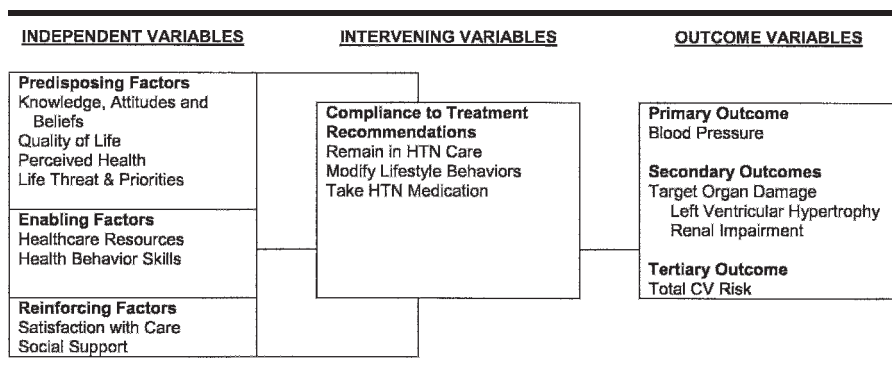 INDEPENDENT VARIABLES
INTERVENING VARIABLES
OUTCOME VARIABLES
Predisposing Factors
Knowledge, Attitudes and
Beliefs
Quality of Life
Perceived Health
Life Threat & Priorities
Enabling Factors
Healthcare Resources
Health Behavior Skills
Reinforcing Factors
Satisfaction with Care
Social Support
Compliance to Treatment
Recommendations
Remain in HTN Care
Modify Lifestyle Behaviors
Take HTN Medication
Primary Outcome
Blood Pressure
Secondary Outcomes
Target Organ Damage
Left Ventricular Hypertrophy
Renal Impairment
Tertiary Outcome
Total CV Risk